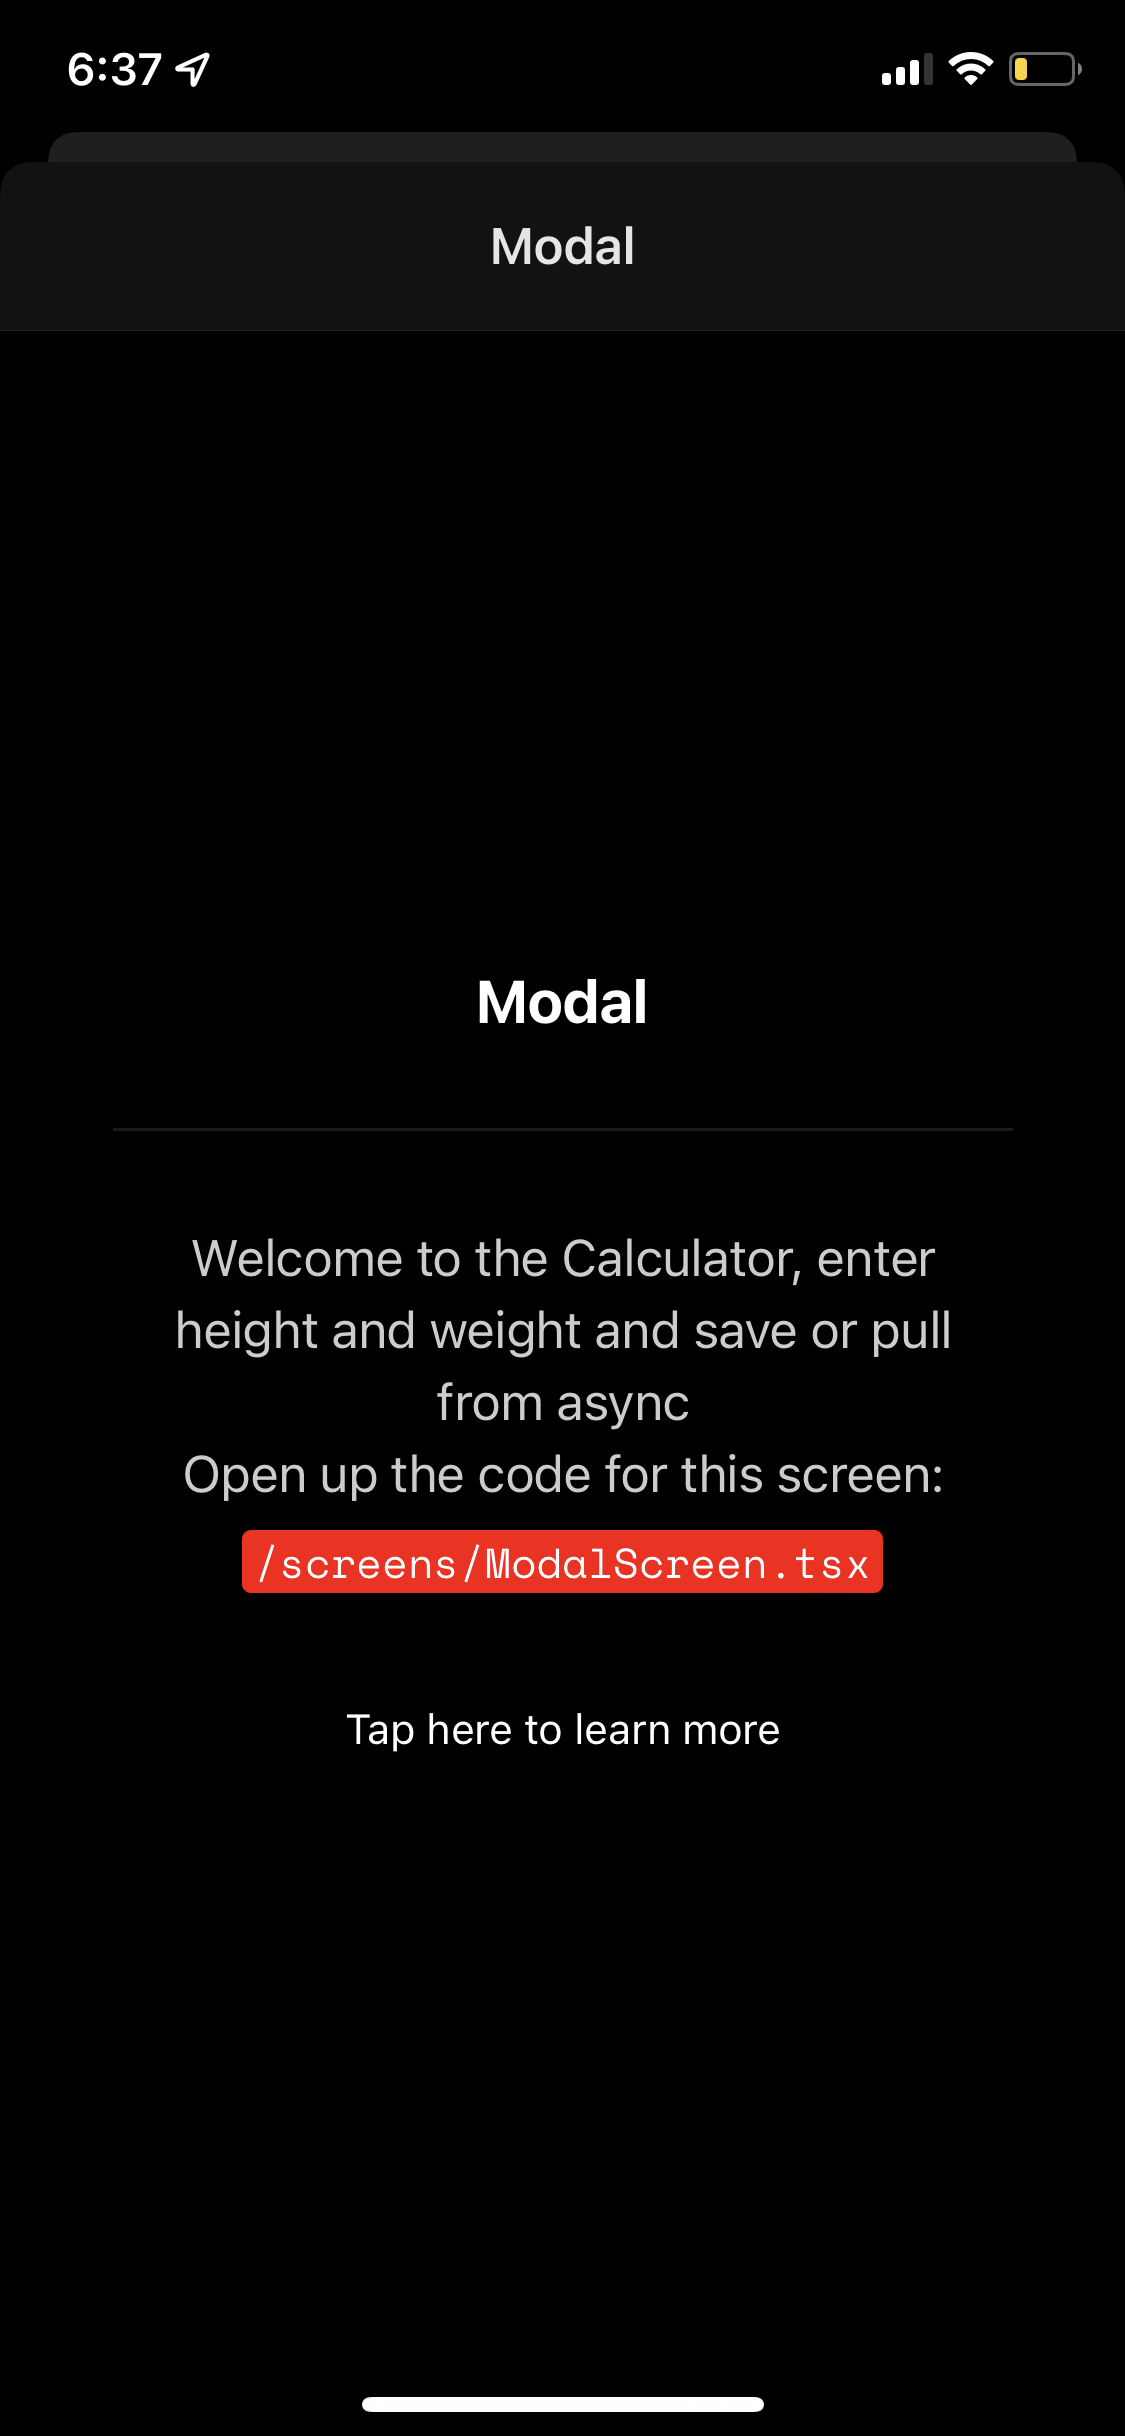 6:37
Modal
Modal
Welcome to the Calculator, enter
height and weight and save or pull
from async
Open up the code for this screen:
/screens/ModalScreen.tsx
Tap here to learn more